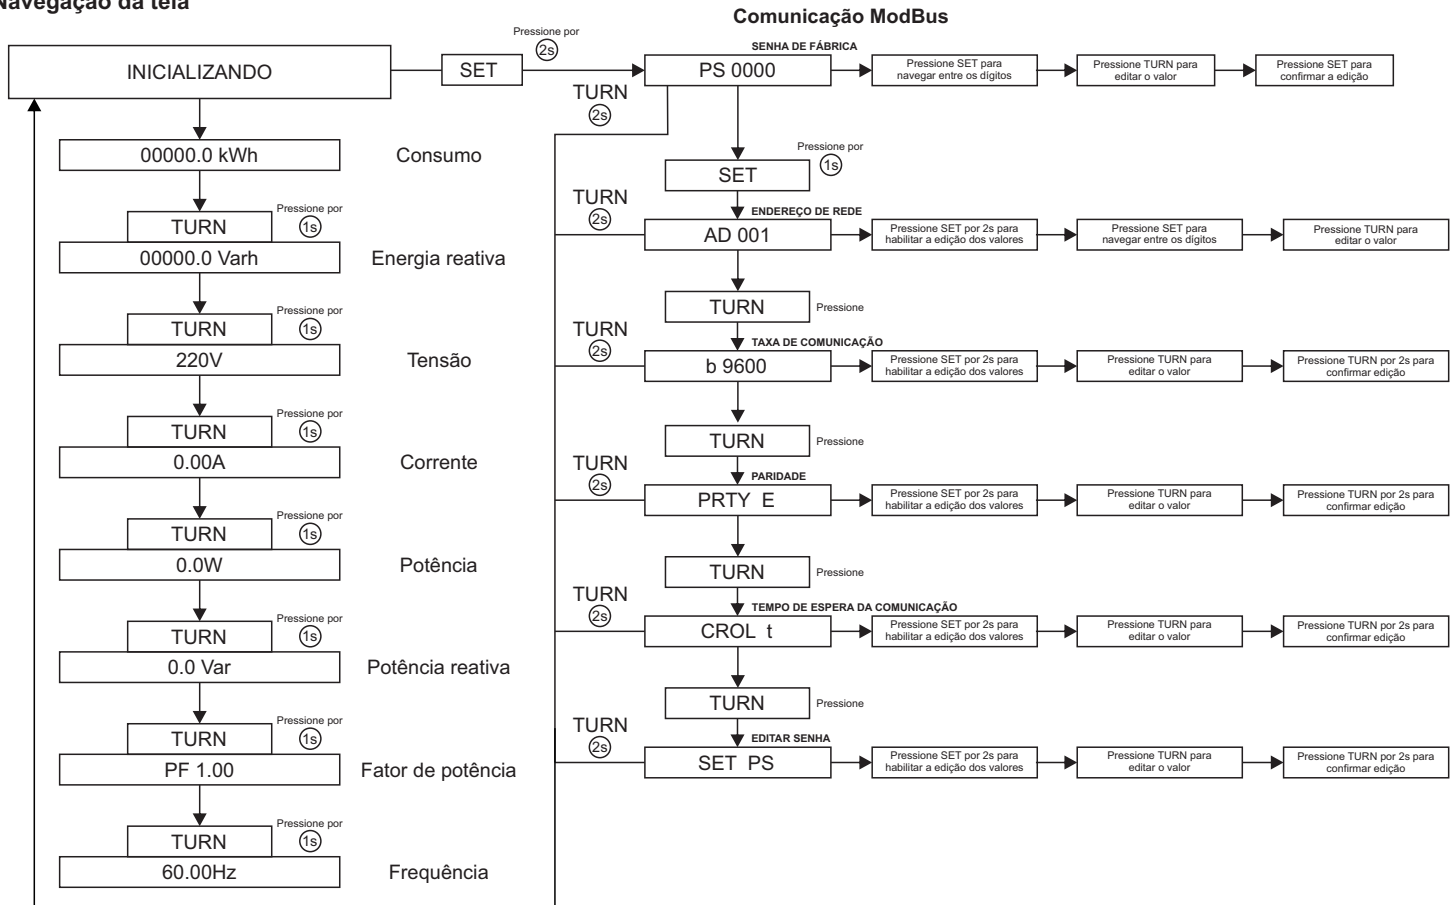 Navegação da tela
Comunicação ModBus
INICIALIZANDO
SET
Pressione por
2s
SENHA DE FÁBRICA
PS 0000
Pressione SET para
navegar entre os dígitos
Pressione TURN para
editar o valor
Pressione SET para
confirmar a edição
TURN
2s
00000.0 kWh
Consumo
SET
Pressione por
1s
TURN
Pressione por
1s
00000.0 Varh
Energia reativa
TURN
2s
ENDEREÇO DE REDE
AD 001
Pressione SET por 2s para
habilitar a edição dos valores
Pressione SET para
navegar entre os dígitos
Pressione TURN para
editar o valor
TURN
Pressione por
1s
220V
Tensão
TURN
Pressione
TURN
2s
TAXA DE COMUNICAÇÃO
b 9600
Pressione SET por 2s para
habilitar a edição dos valores
Pressione TURN para
editar o valor
Pressione TURN por 2s para
confirmar edição
TURN
Pressione por
1s
0.00A
Corrente
TURN
Pressione
TURN
2s
PARIDADE
PRTY E
Pressione SET por 2s para
habilitar a edição dos valores
Pressione TURN para
editar o valor
Pressione TURN por 2s para
confirmar edição
TURN
Pressione por
1s
0.0W
Potência
TURN
Pressione
TURN
2s
TEMPO DE ESPERA DA COMUNICAÇÃO
CROL t
Pressione SET por 2s para
habilitar a edição dos valores
Pressione TURN para
editar o valor
Pressione TURN por 2s para
confirmar edição
TURN
Pressione por
1s
0.0 Var
Potência reativa
TURN
Pressione
TURN
2s
EDITAR SENHA
SET PS
Pressione SET por 2s para
habilitar a edição dos valores
Pressione TURN para
editar o valor
Pressione TURN por 2s para
confirmar edição
TURN
Pressione por
1s
PF 1.00
Fator de potência
TURN
Pressione por
1s
60.00Hz
Frequência